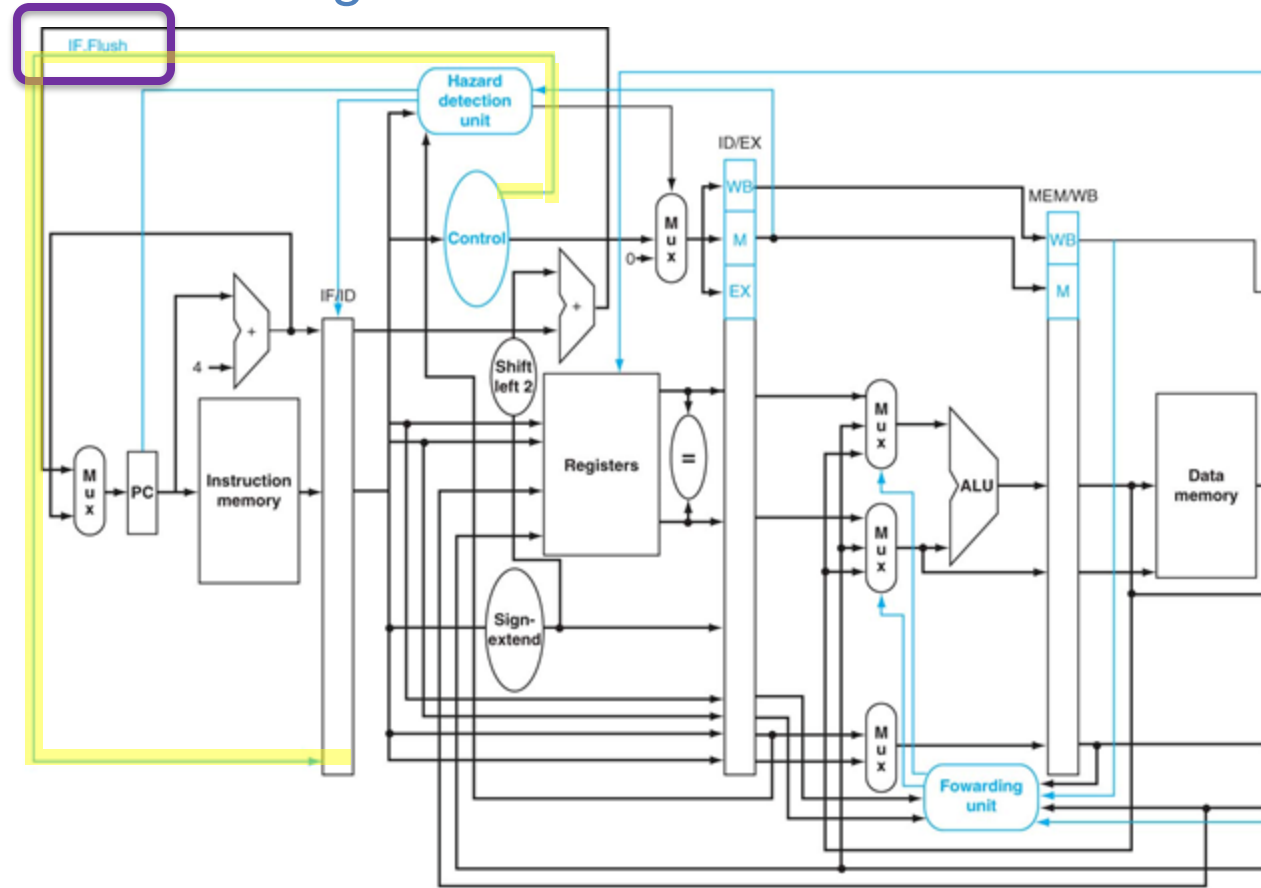 IF.Flush
Hazard
detection
unit
ID/EX
WB
M
EX
MEM/WB
WB
M
Control
M
u
x
0
+
+
4
IF/ID
Shift
left 2
M
u
x
PC
Instruction
memory
Registers
=
M
u
x
ALU
Data
memory
M
u
x
Sign-
extend
M
u
x
Fowarding
unit